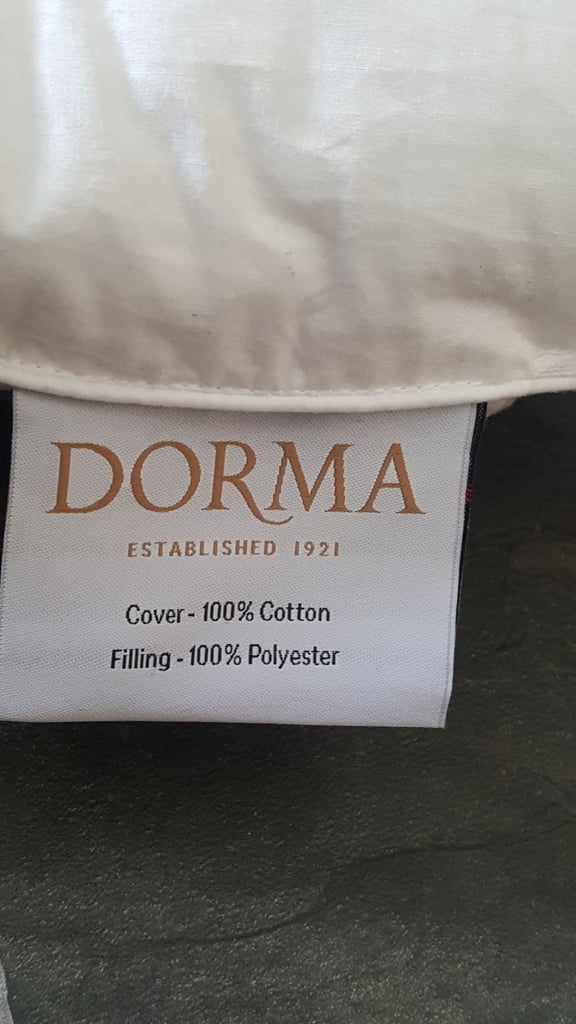 DORMA
ESTABLISHED 1921
Cover - 100% Cotton
Filling - 100% Polyester